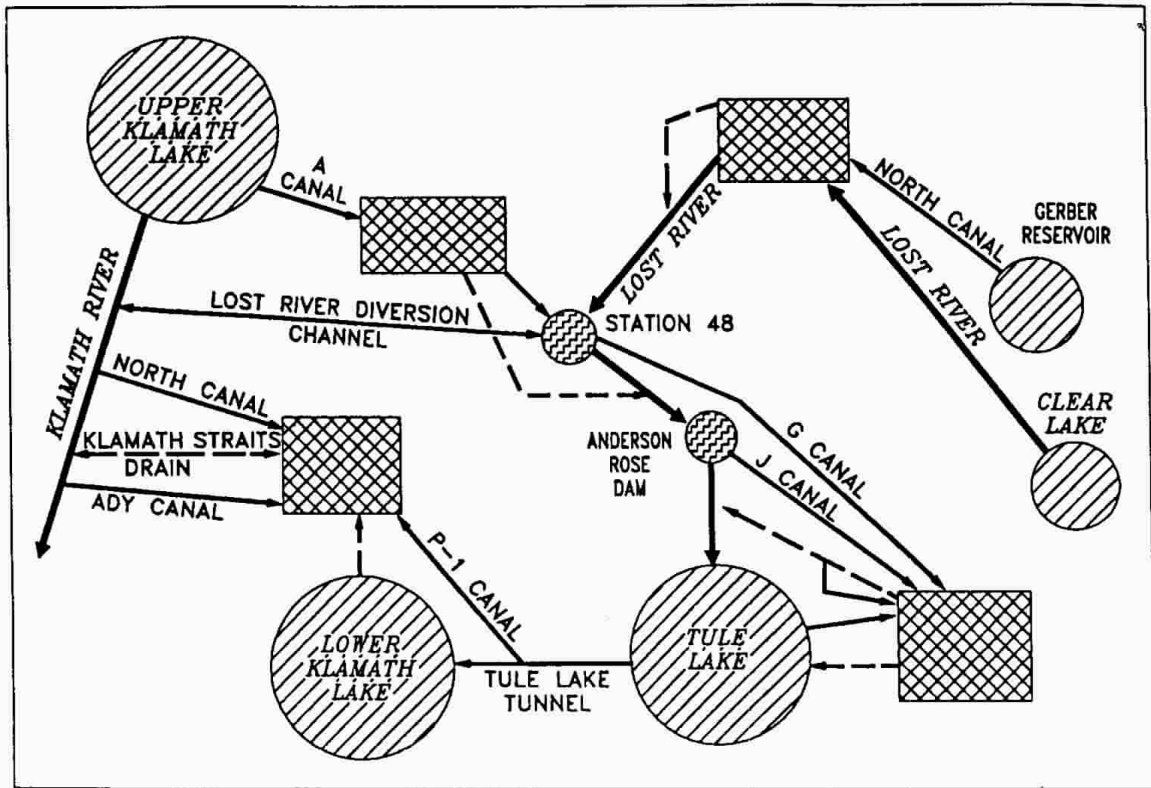 UPPER
KLAMATH
LAKE
A
CANAL
NORTH CANAL
GERBER
RESERVOIR
LOST RIVER
LOST RIVER
KLAMATH RIVER
LOST RIVER DIVERSION
CHANNEL
STATION 48
NORTH CANAL
CLEAR LAKE
KLAMATH STRAITS
DRAIN
ANDERSON
ROSE
DAM
G CANAL
J CANAL
ADY CANAL
P-1 CANAL
LOWER
KLAMATH
LAKE
TULE
LAKE
TULE LAKE
TUNNEL